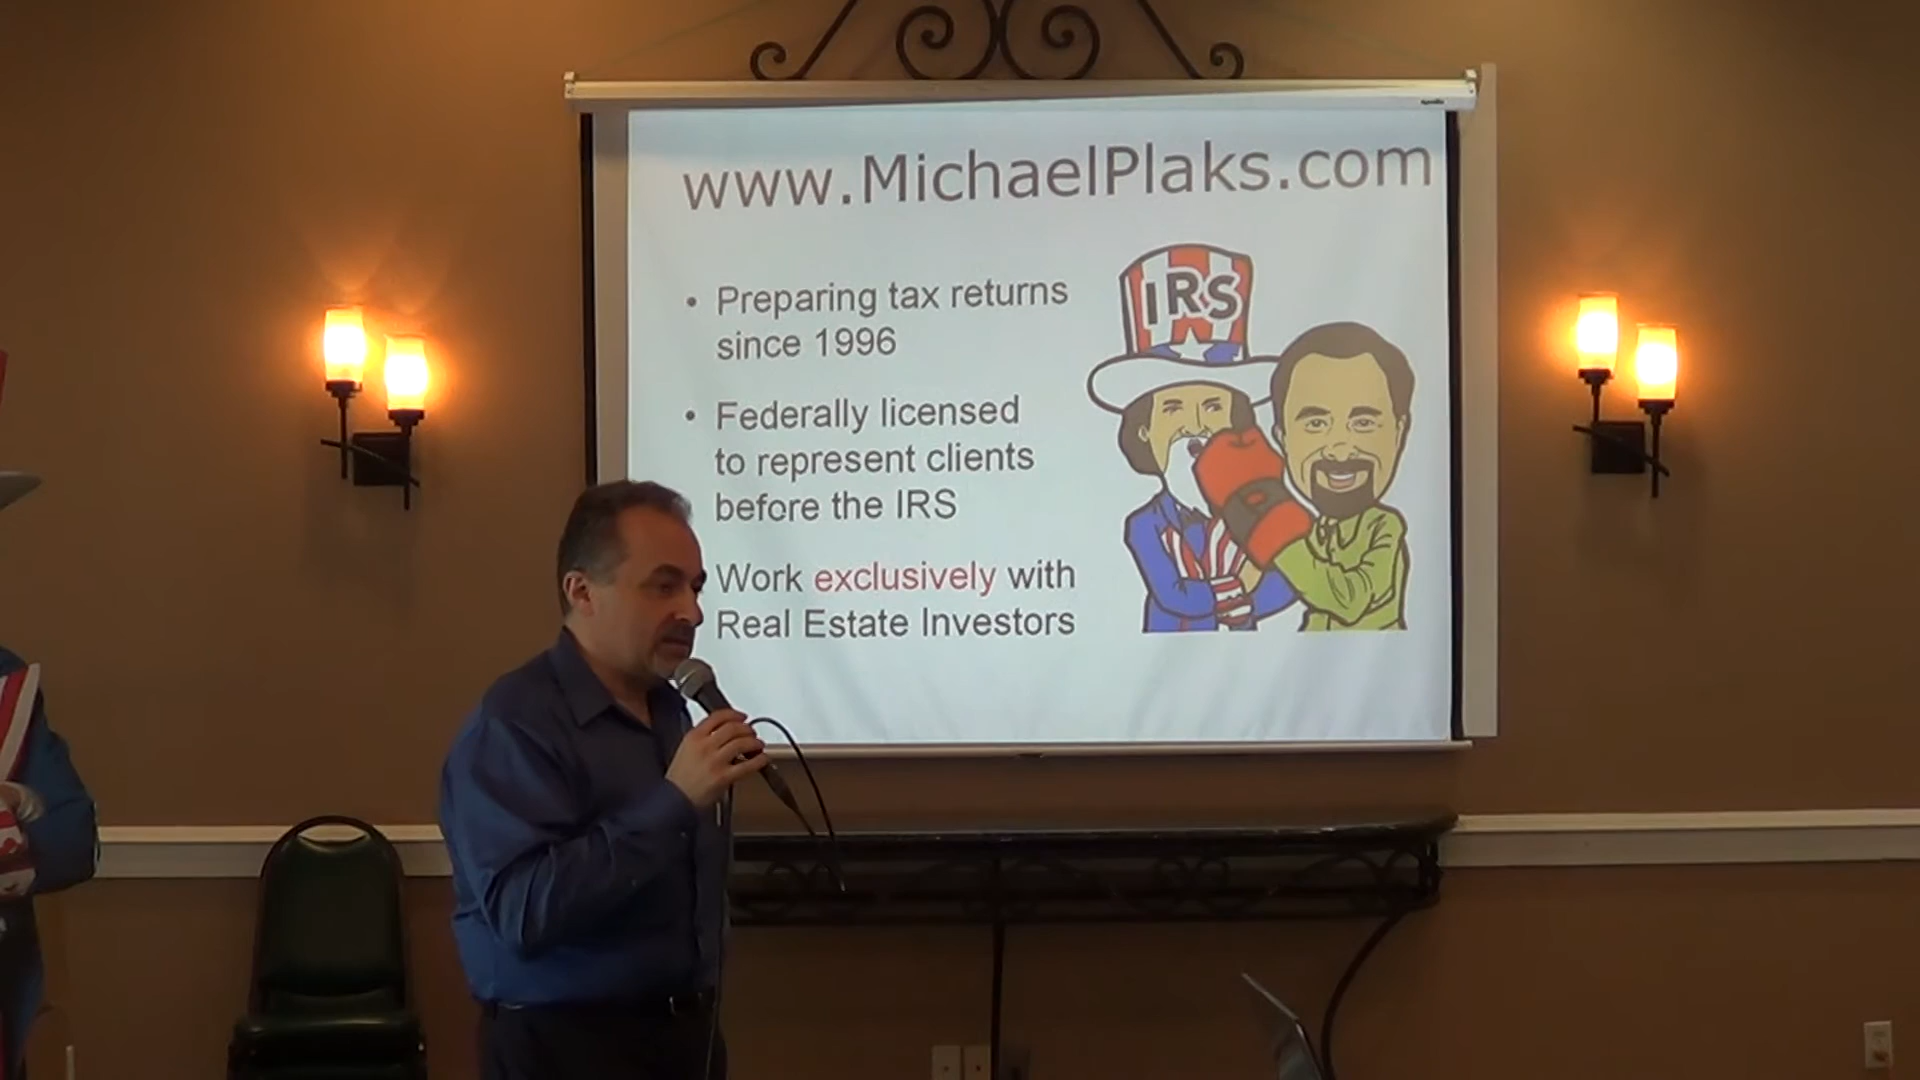 www.MichaelPlaks.com
• Preparing tax returns
since 1996
• Federally licensed
to represent clients
before the IRS
Work exclusively with
Real Estate Investors
IRS